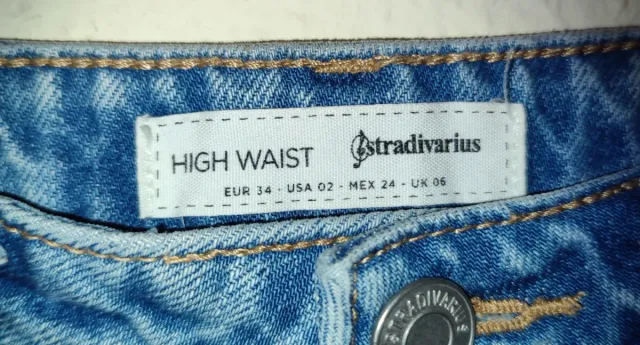 HIGH WAIST stradivarius
EUR 34 - USA 02 - MEX 24 - UK 06
STRADIVARIUS